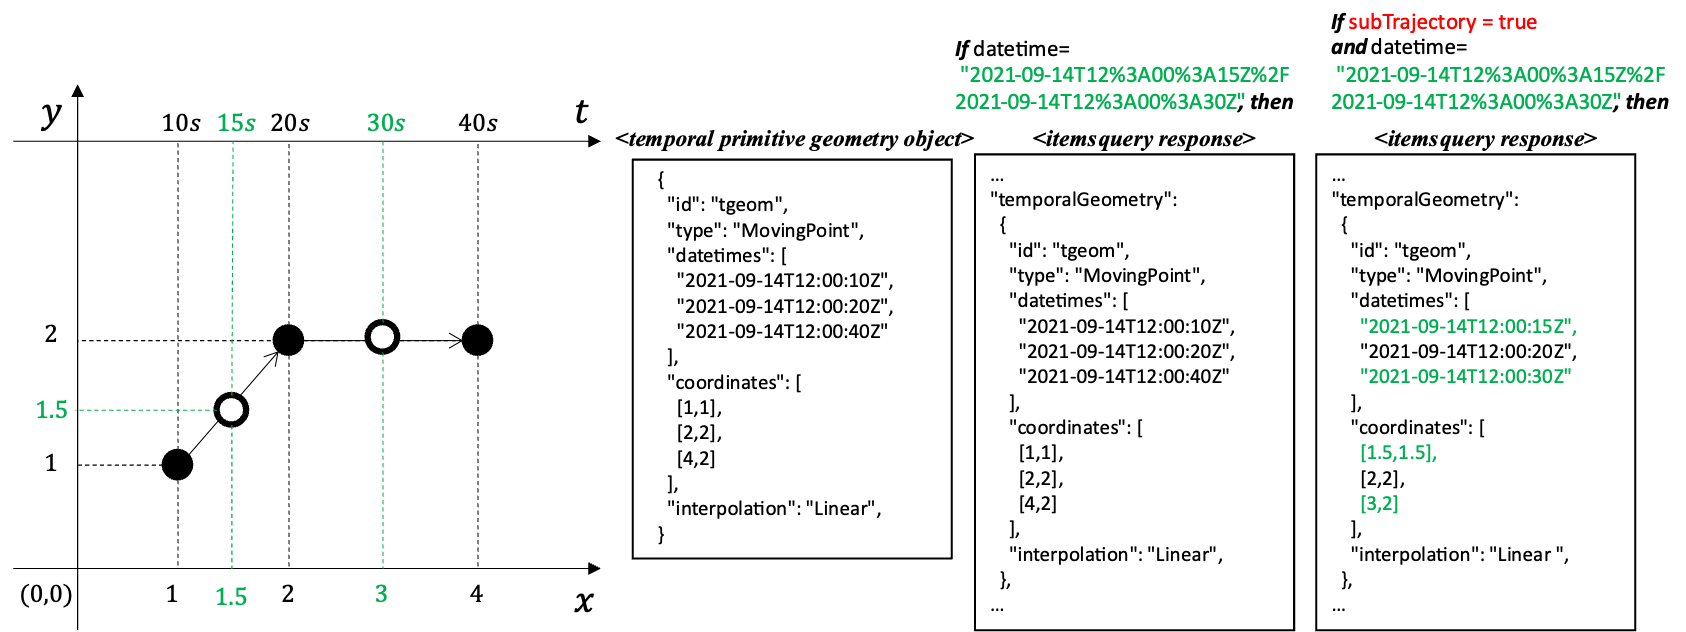 y
10s 15s 20s 30s 40s t
2
1.5
1
(0,0) 1 1.5 2 3 4 x
<temporal primitive geometry object>
{
"id": "tgeom",
"type": "MovingPoint",
"datetimes": [
"2021-09-14T12:00:10Z",
"2021-09-14T12:00:20Z",
"2021-09-14T12:00:40Z"
],
"coordinates": [
[1,1],
[2,2],
[4,2]
],
"interpolation": "Linear",
}
If datetime=
"2021-09-14T12%3A00%3A15Z%2F
2021-09-14T12%3A00%3A30Z", then
<itemsquery response>
...
"temporalGeometry":
{
"id": "tgeom",
"type": "MovingPoint",
"datetimes": [
"2021-09-14T12:00:10Z",
"2021-09-14T12:00:20Z",
"2021-09-14T12:00:40Z"
],
"coordinates": [
[1,1],
[2,2],
[4,2]
],
"interpolation": "Linear",
},
...
If subTrajectory = true
and datetime=
"2021-09-14T12%3A00%3A15Z%2F
2021-09-14T12%3A00%3A30Z", then
<itemsquery response>
...
"temporalGeometry":
{
"id": "tgeom",
"type": "MovingPoint",
"datetimes": [
"2021-09-14T12:00:15Z",
"2021-09-14T12:00:20Z",
"2021-09-14T12:00:30Z"
],
"coordinates": [
[1.5,1.5],
[2,2],
[3,2]
],
"interpolation": "Linear ",
},
...